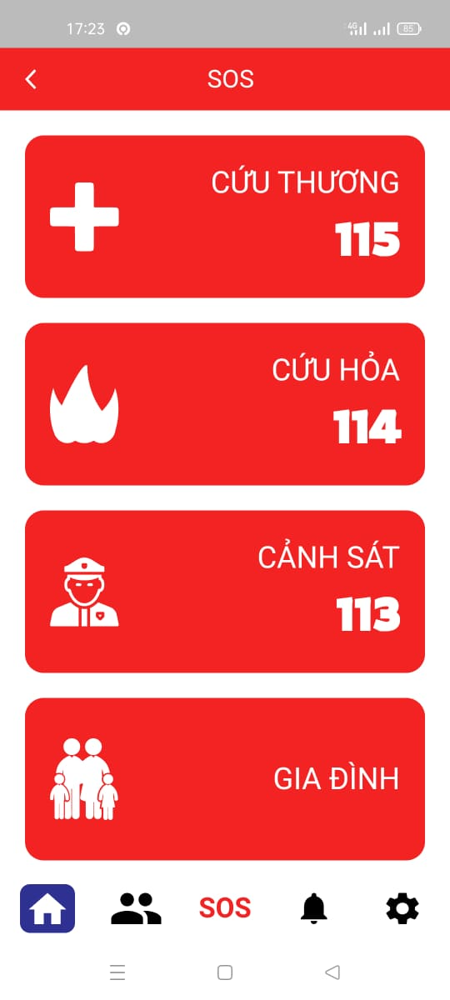 17:23
4G
85
SOS
CỨU THƯƠNG
115
CỨU HỎA
114
CẢNH SÁT
113
GIA ĐÌNH
SOS